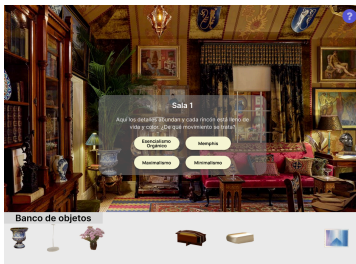 ?
Sala 1
Aquí los detalles abundan y cada rincón está lleno de
vida y color. ¿De qué movimiento se trata?
Esencialismo
Orgánico
Memphis
Maximalismo
Minimalismo
Banco de objetos